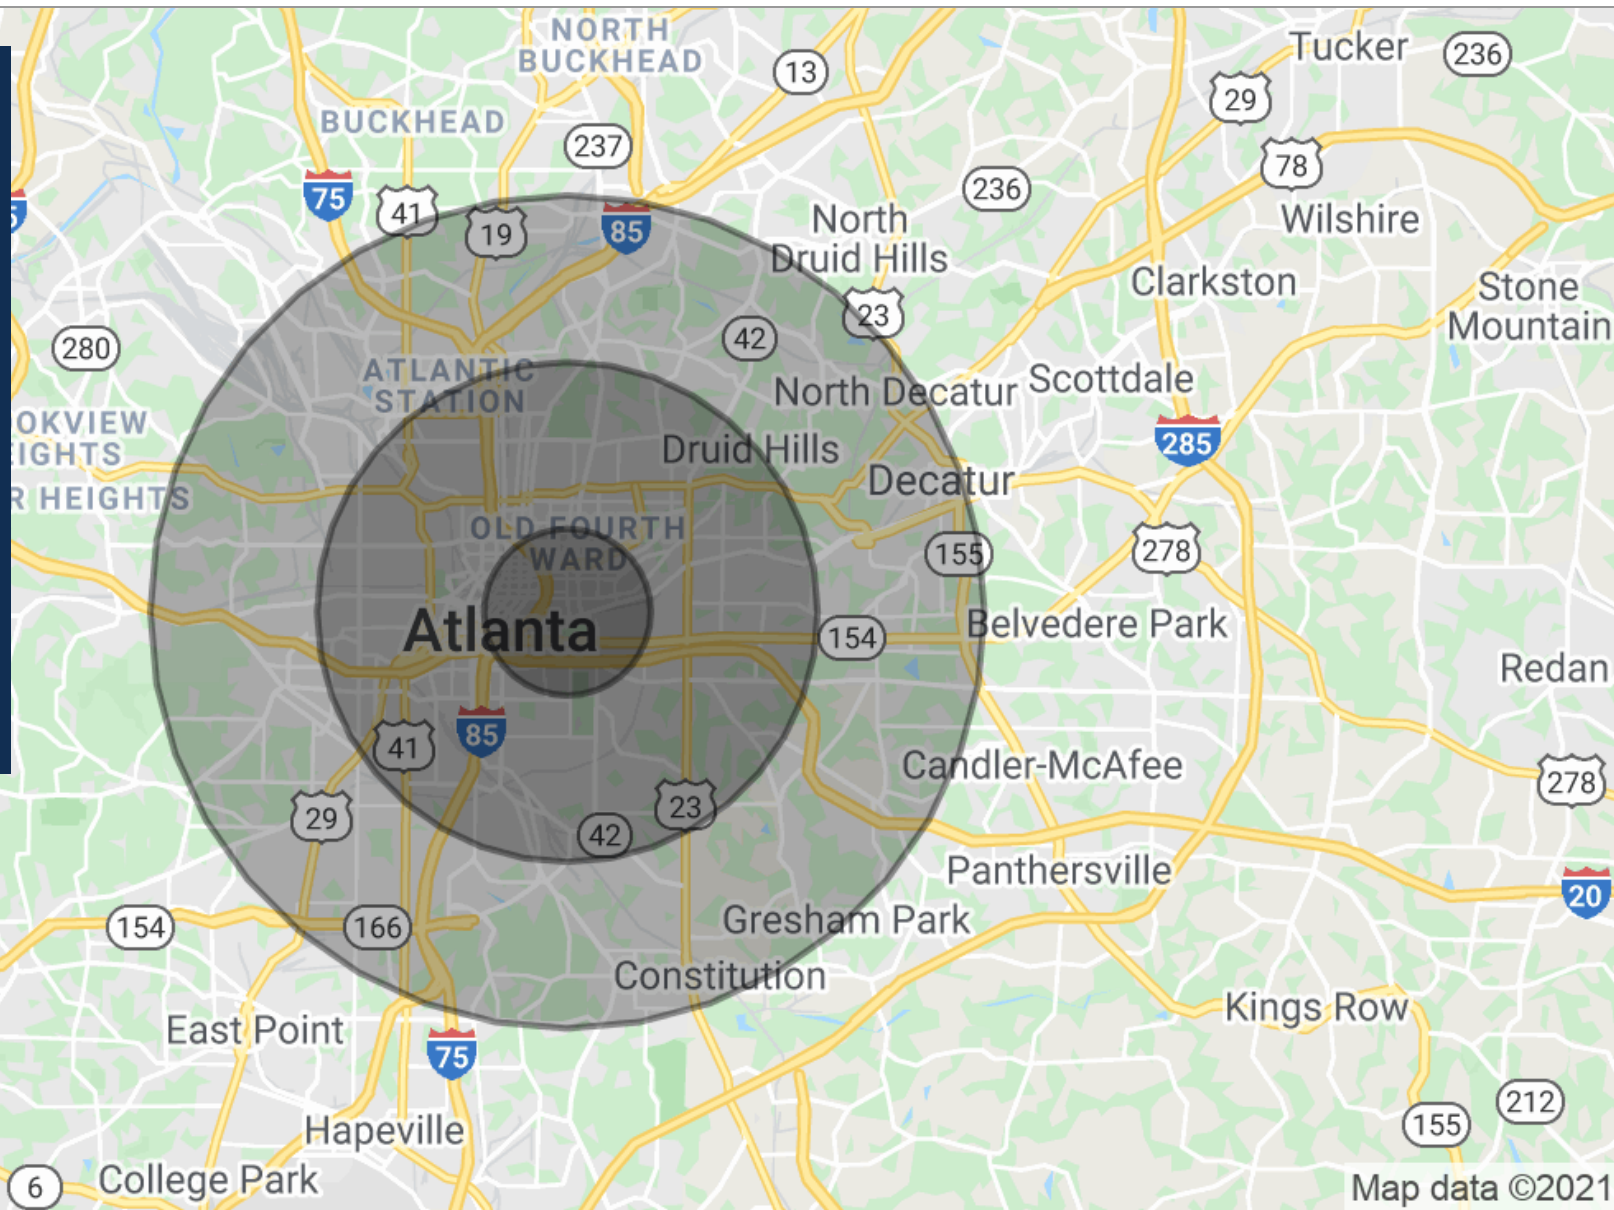 NORTH
BUCKHEAD
Tucker
236
13
29
BUCKHEAD
237
78
75
41
236
19
85
North
Druid Hills
Wilshire
Clarkston
Stone
Mountain
23
280
42
ATLANTIC
STATION
North Decatur
Scottdale
OKVIEW
EIGHTS
Druid Hills
285
R HEIGHTS
Decatur
OLD FOURTH
WARD
155
278
Atlanta
154
Belvedere Park
Redan
41
85
Candler-McAfee
278
29
42
23
Panthersville
20
154
166
Gresham Park
Constitution
Kings Row
East Point
75
Hapeville
212
155
6
College Park
Map data ©2021